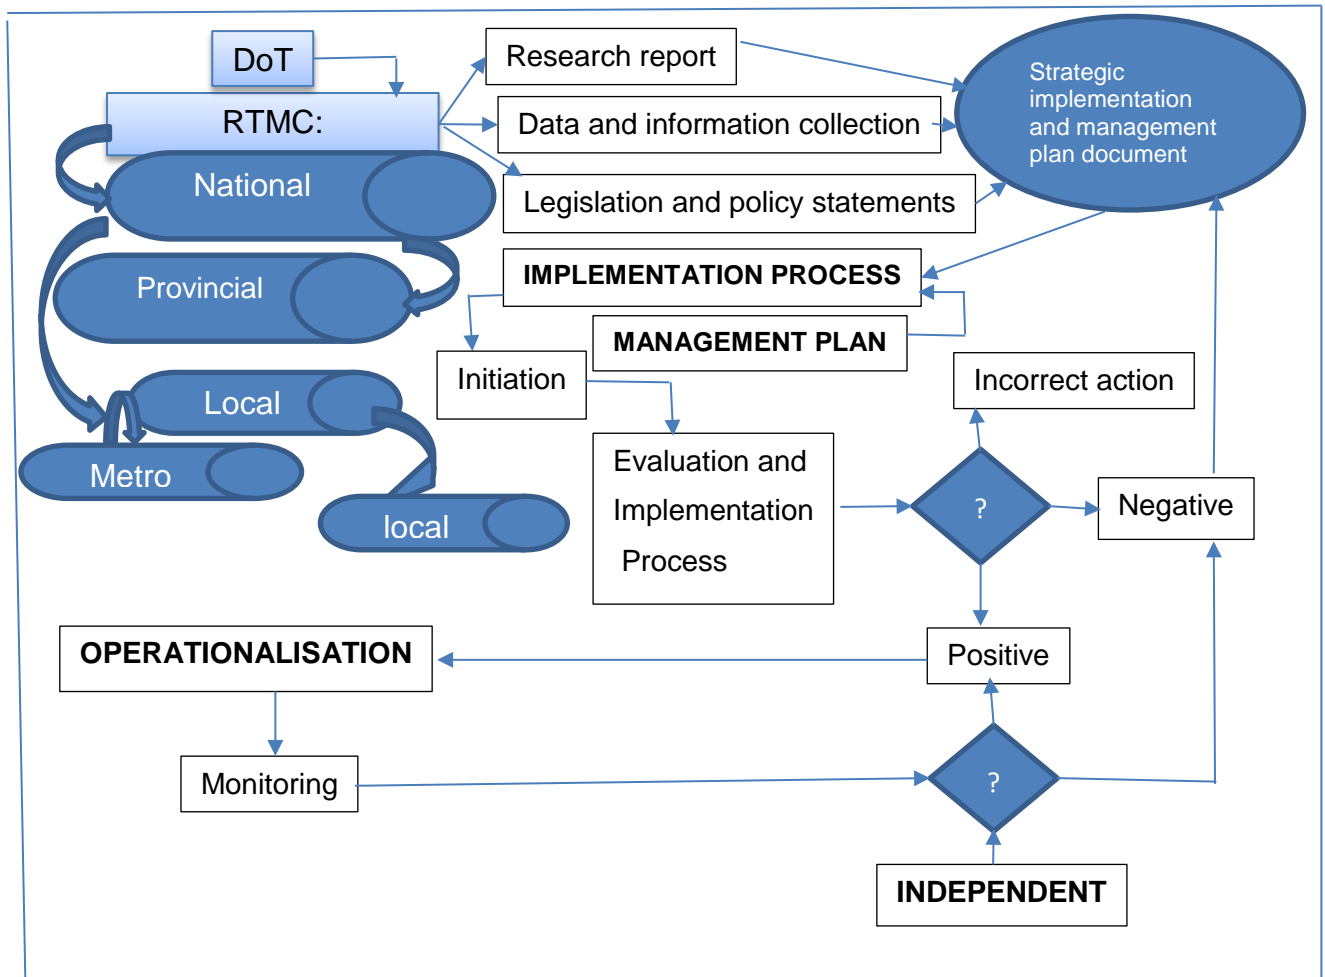 DoT
RTMC:
Research report
Data and information collection
Legislation and policy statements
Strategic
implementation
and management
plan document
National
Provincial
Local
Metro
local
IMPLEMENTATION PROCESS
MANAGEMENT PLAN
Initiation
Incorrect action
Evaluation and
Implementation
Process
?
Negative
OPERATIONALISATION
Positive
Monitoring
?
INDEPENDENT